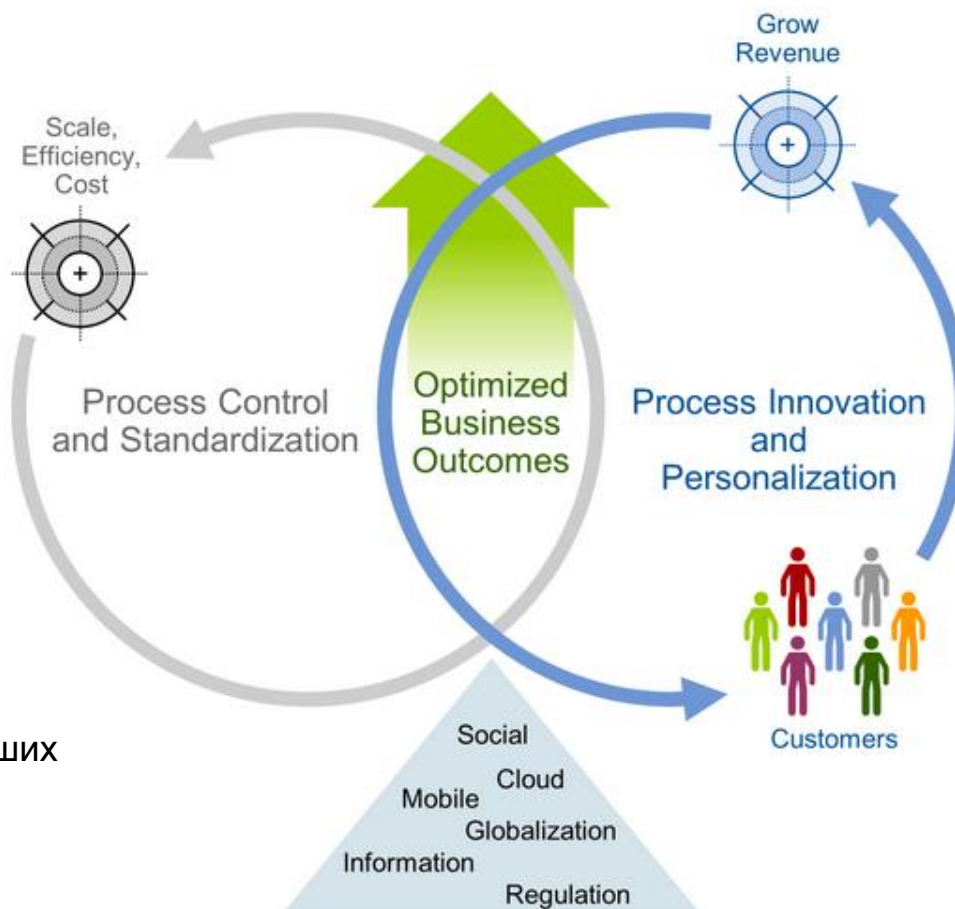 Grow
Revenue
Scale,
Efficiency,
Cost
Process Control
and Standardization
Optimized
Business
Outcomes
Process Innovation
and
Personalization
Customers
ших
Social
Cloud
Mobile
Globalization
Information
Regulation